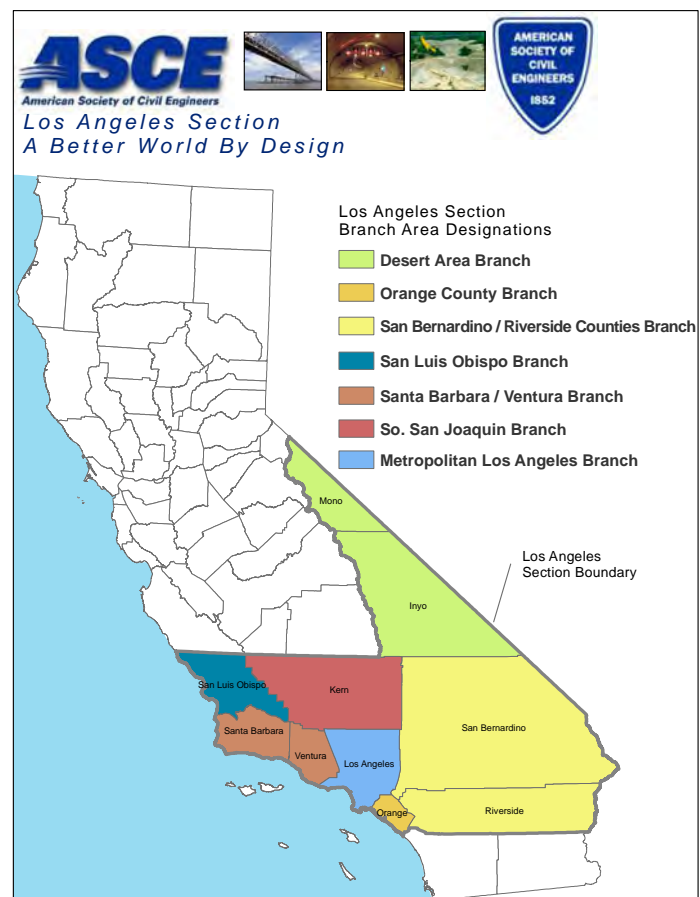 ASCE
American Society of Civil Engineers
Los Angeles Section
A Better World By Design
AMERICAN
SOCIETY OF
CIVIL
ENGINEERS
1852
Los Angeles Section
Branch Area Designations
Desert Area Branch
Orange County Branch
San Bernardino / Riverside Counties Branch
San Luis Obispo Branch
Santa Barbara / Ventura Branch
So. San Joaquin Branch
Metropolitan Los Angeles Branch
Mono
Los Angeles
Section Boundary
Inyo
San Luis Obispo
Kern
Santa Barbara
San Bernardino
Ventura
Los Angeles
Orange
Riverside